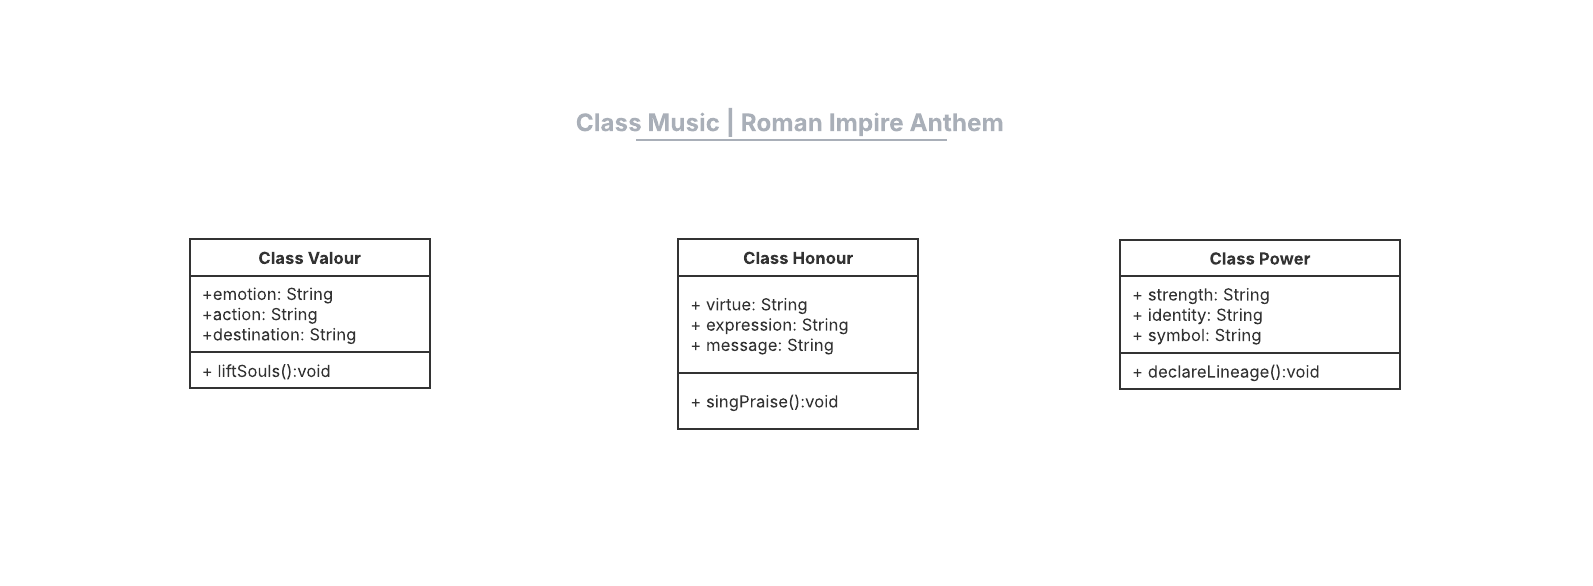 Class Music | Roman Impire Anthem
Class Valour
+emotion: String
+action: String
+destination: String
+ liftSouls():void
Class Honour
+ virtue: String
+ expression: String
+ message: String
+ singPraise():void
Class Power
+ strength: String
+ identity: String
+ symbol: String
+ declareLineage():void